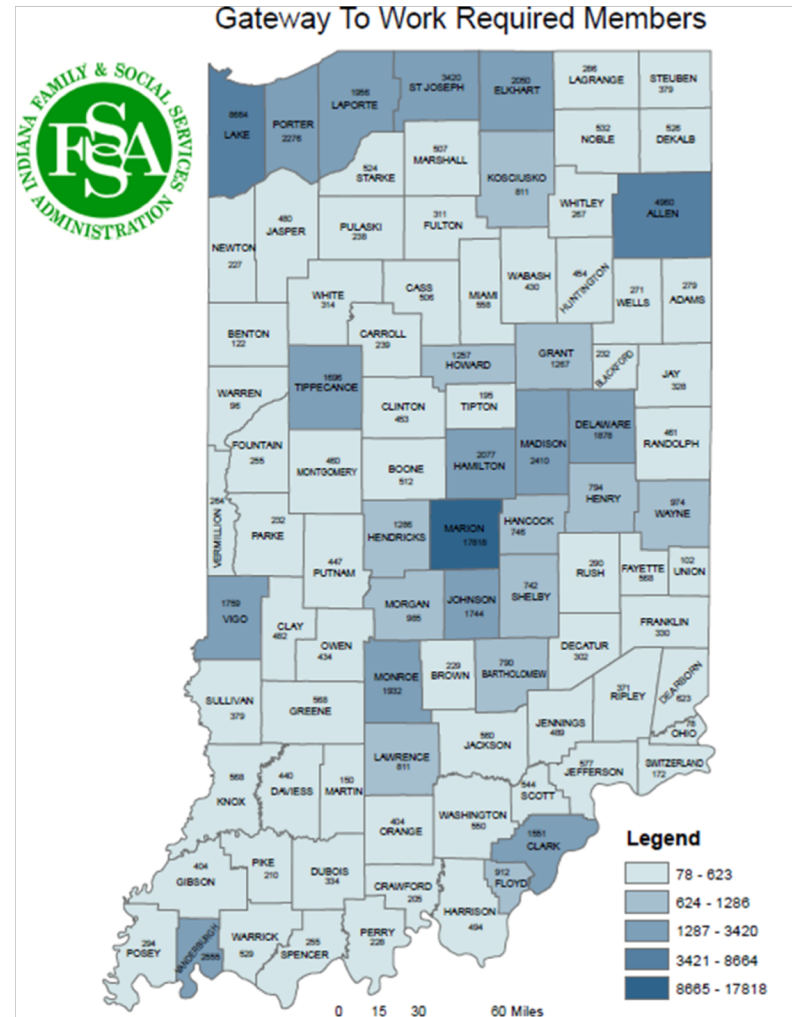 Gateway To Work Required Members
INDIANA FAMILY & SOCIAL SERVICES ADMINISTRATION
FSSA
8664
LAKE
PORTER
2276
1956
LAPORTE
3420
ST JOSEPH
2050
ELKHART
266
LAGRANGE
STEUBEN
379
532
NOBLE
526
DEKALB
524
STARKE
507
MARSHALL
KOSCIUSKO
811
WHITLEY
267
4960
ALLEN
NEWTON
227
480
JASPER
PULASKI
238
311
FULTON
CASS
506
MIAMI
558
WABASH
430
454
HUNTINGTON
271
WELLS
279
ADAMS
WHITE
314
CARROLL
239
BENTON
122
1696
TIPPECANOE
1257
HOWARD
GRANT
1267
232
BLACKFORD
JAY
328
WARREN
96
CLINTON
463
195
TIPTON
MADISON
2410
DELAWARE
1878
461
RANDOLPH
FOUNTAIN
255
460
MONTGOMERY
BOONE
512
2077
HAMILTON
794
HENRY
974
WAYNE
264
VERMILLION
232
PARKE
447
PUTNAM
1286
HENDRICKS
MARION
17818
HANCOCK
746
290
RUSH
FAYETTE
568
102
UNION
1759
VIGO
CLAY
482
OWEN
434
MORGAN
985
JOHNSON
1744
742
SHELBY
DECATUR
302
FRANKLIN
330
SULLIVAN
379
568
GREENE
MONROE
1932
229
BROWN
790
BARTHOLOMEW
371
RIPLEY
DEARBORN
623
78
OHIO
JENNINGS
489
560
JACKSON
LAWRENCE
811
568
KNOX
440
DAVIESS
150
MARTIN
577
JEFFERSON
SWITZERLAND
172
544
SCOTT
WASHINGTON
550
404
ORANGE
1551
CLARK
912
FLOYD
404
GIBSON
PIKE
210
DUBOIS
334
CRAWFORD
205
HARRISON
494
294
POSEY
VANDERBURGH
2555
WARRICK
529
255
SPENCER
PERRY
228
Legend
78 - 623
624 - 1286
1287 - 3420
3421 - 8664
8665 - 17818
0 15 30 60 Miles